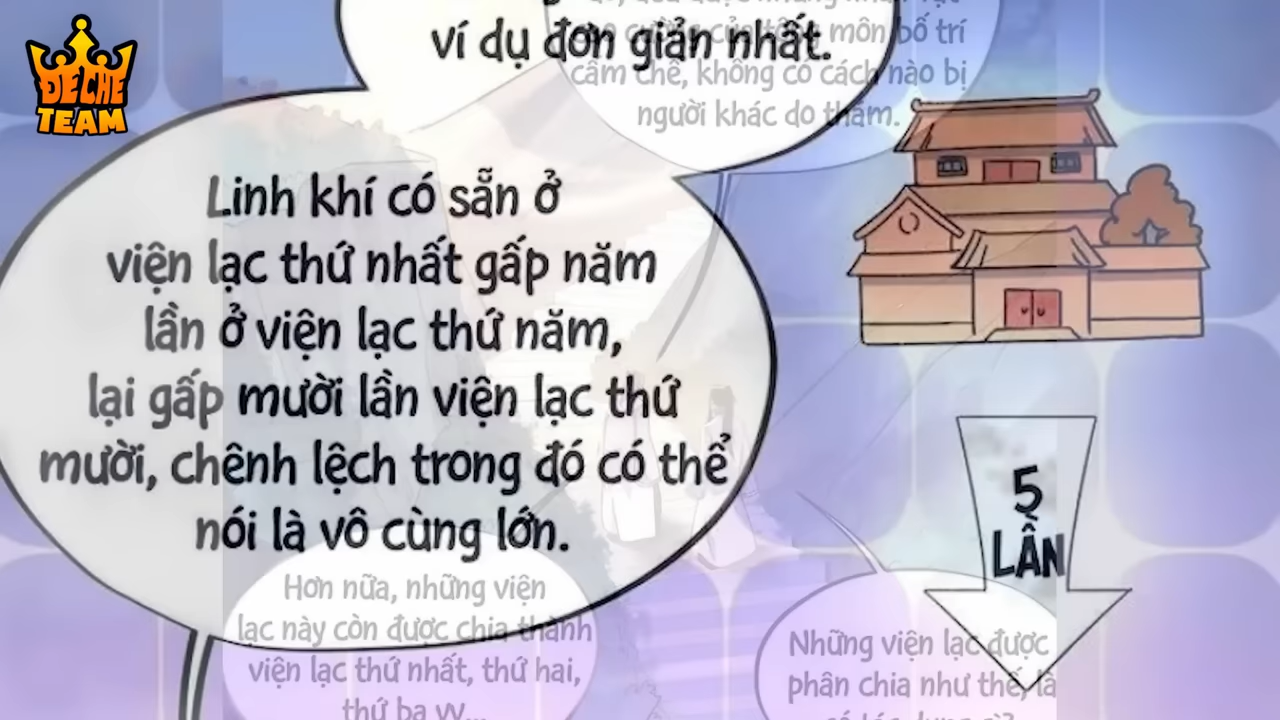 ĐẾ CHẾ
TEAM
ví dụ đơn giản nhất.
môn bố trí
cấm chế, không có cách nào bị
người khác do thám.
Linh khí có sẵn ở
viện lạc thứ nhất gấp năm
lần ở viện lạc thứ năm,
lại gấp mười lần viện lạc thứ
mười, chênh lệch trong đó có thể
nói là vô cùng lớn.
5
LẦN
Hơn nữa, những viện
lạc này còn được chia thành
viện lạc thứ nhất, thứ hai,
thứ ba vv...
Những viện lạc được
phân chia như thế, là